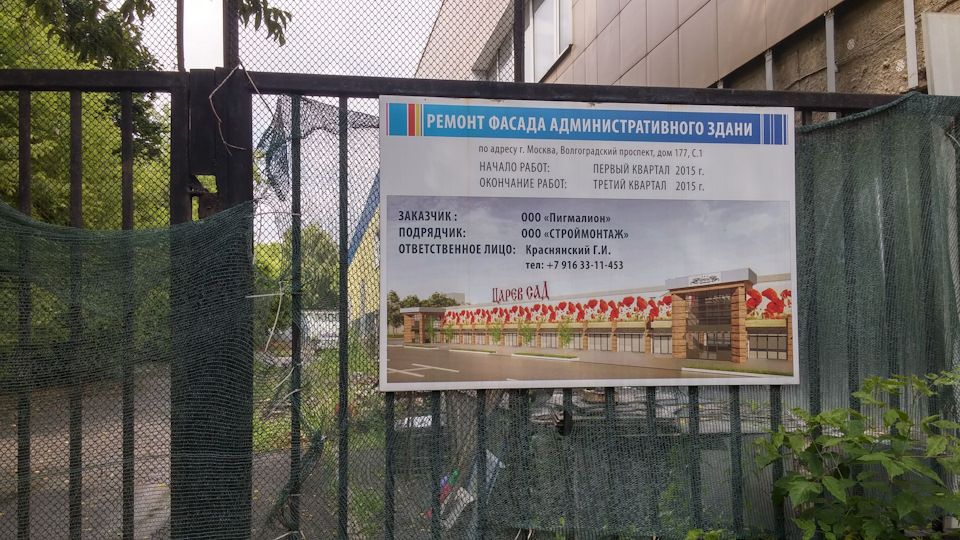 РЕМОНТ ФАСАДА АДМИНИСТРАТИВНОГО ЗДАНИ
по адресу г. Москва, Волгоградский проспект, дом 177, С.1
НАЧАЛО РАБОТ: ПЕРВЫЙ КВАРТАЛ 2015 г.
ОКОНЧАНИЕ РАБОТ: ТРЕТИЙ КВАРТАЛ 2015 г.
ЗАКАЗЧИК : ООО «Пигмалион»
ПОДРЯДЧИК: ООО «СТРОЙМОНТАЖ»
ОТВЕТСТВЕННОЕ ЛИЦО: Краснянский Г.И.
тел: +7 916 33-11-453
ЦАРЕВ САД